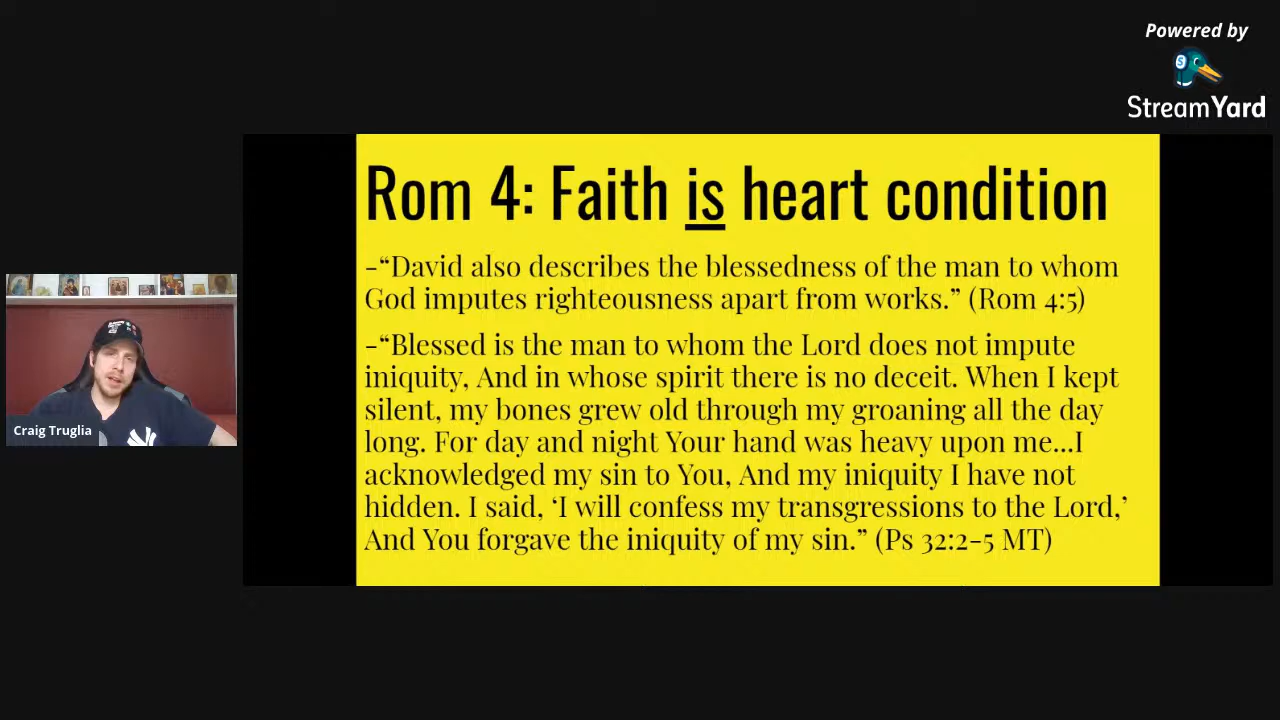 Powered by
StreamYard
Rom 4: Faith is heart condition
-“David also describes the blessedness of the man to whom
God imputes righteousness apart from works.” (Rom 4:5)
-“Blessed is the man to whom the Lord does not impute
iniquity, And in whose spirit there is no deceit. When I kept
silent, my bones grew old through my groaning all the day
long. For day and night Your hand was heavy upon me...I
acknowledged my sin to You, And my iniquity I have not
hidden. I said, ‘I will confess my transgressions to the Lord,’
And You forgave the iniquity of my sin.” (Ps 32:2-5 MT)
Craig Truglia